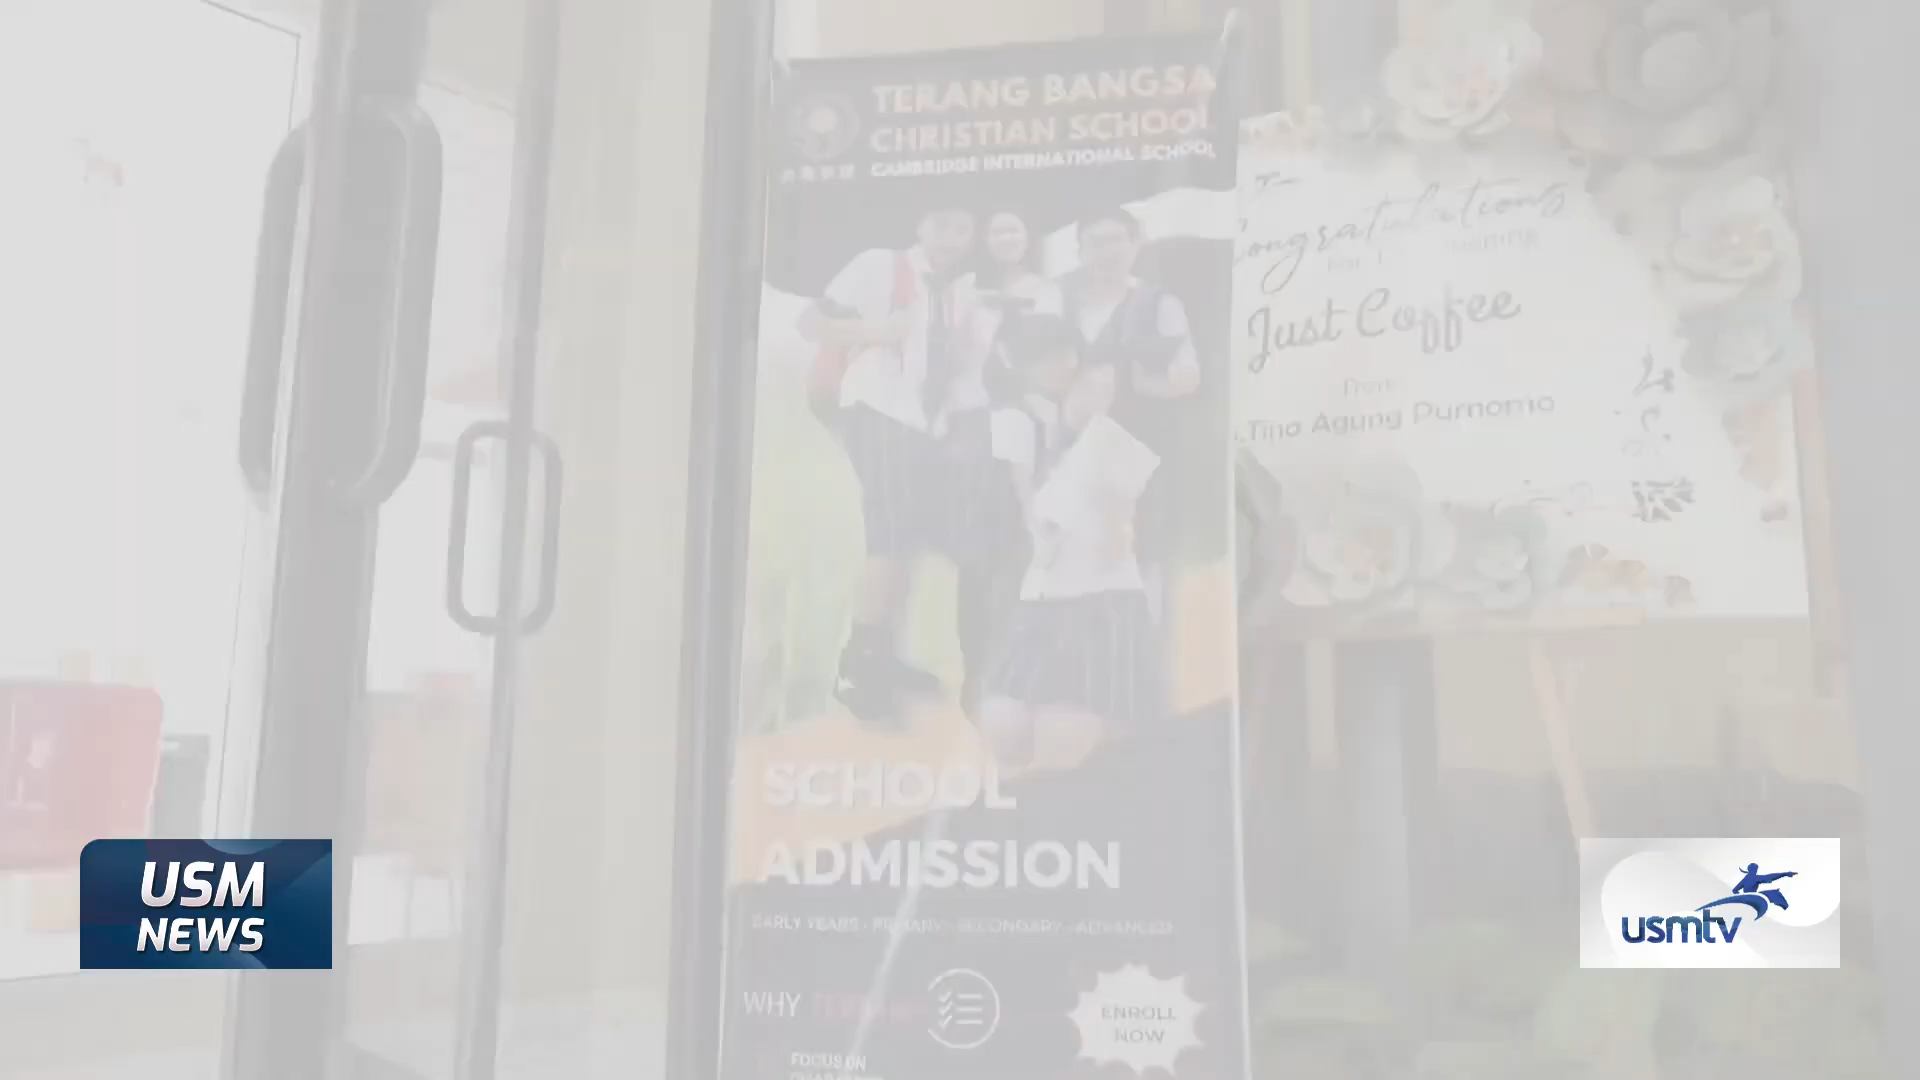 TERANG BANGSA
CHRISTIAN SCHOOL
CAMBRIDGE INTERNATIONAL SCHOOL
Congratulations
Just Coffee
from
Tina Agung Purnomo
SCHOOL
ADMISSION
EARLY YEARS - PRIMARY - SECONDARY - ADVANCED
WHY
ENROLL
NOW
FOCUS ON
USM
NEWS
usmtv